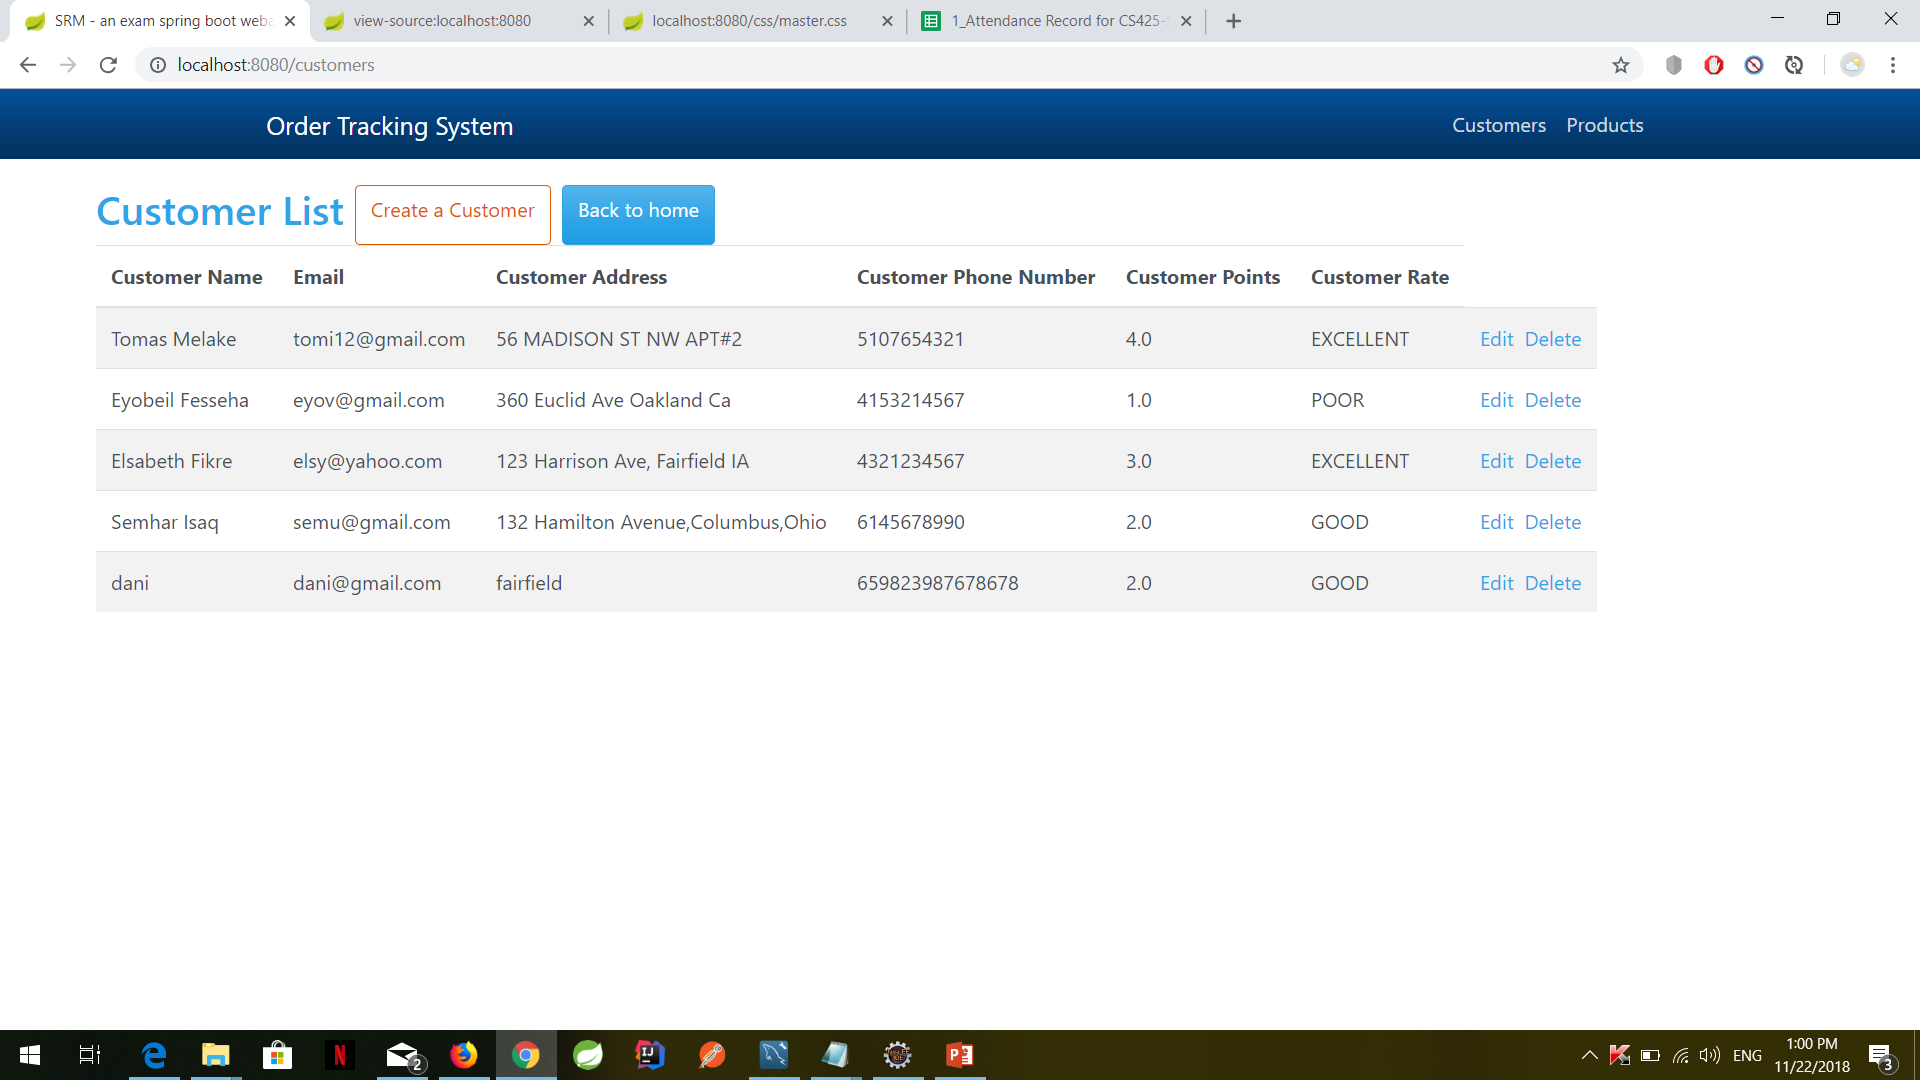 SRM - an exam spring boot weba
view-source:localhost:8080
localhost:8080/css/master.css
1_Attendance Record for CS425-
localhost:8080/customers
Order Tracking System
Customers Products
Customer List Create a Customer Back to home
Customer Name Email Customer Address Customer Phone Number Customer Points Customer Rate
Tomas Melake tomi12@gmail.com 56 MADISON ST NW APT#2 5107654321 4.0 EXCELLENT Edit Delete
Eyobeil Fesseha eyov@gmail.com 360 Euclid Ave Oakland Ca 4153214567 1.0 POOR Edit Delete
Elsabeth Fikre elsy@yahoo.com 123 Harrison Ave, Fairfield IA 4321234567 3.0 EXCELLENT Edit Delete
Semhar Isaq semu@gmail.com 132 Hamilton Avenue,Columbus,Ohio 6145678990 2.0 GOOD Edit Delete
dani dani@gmail.com fairfield 659823987678678 2.0 GOOD Edit Delete
N
2
IJ
ENG
1:00 PM
11/22/2018
3